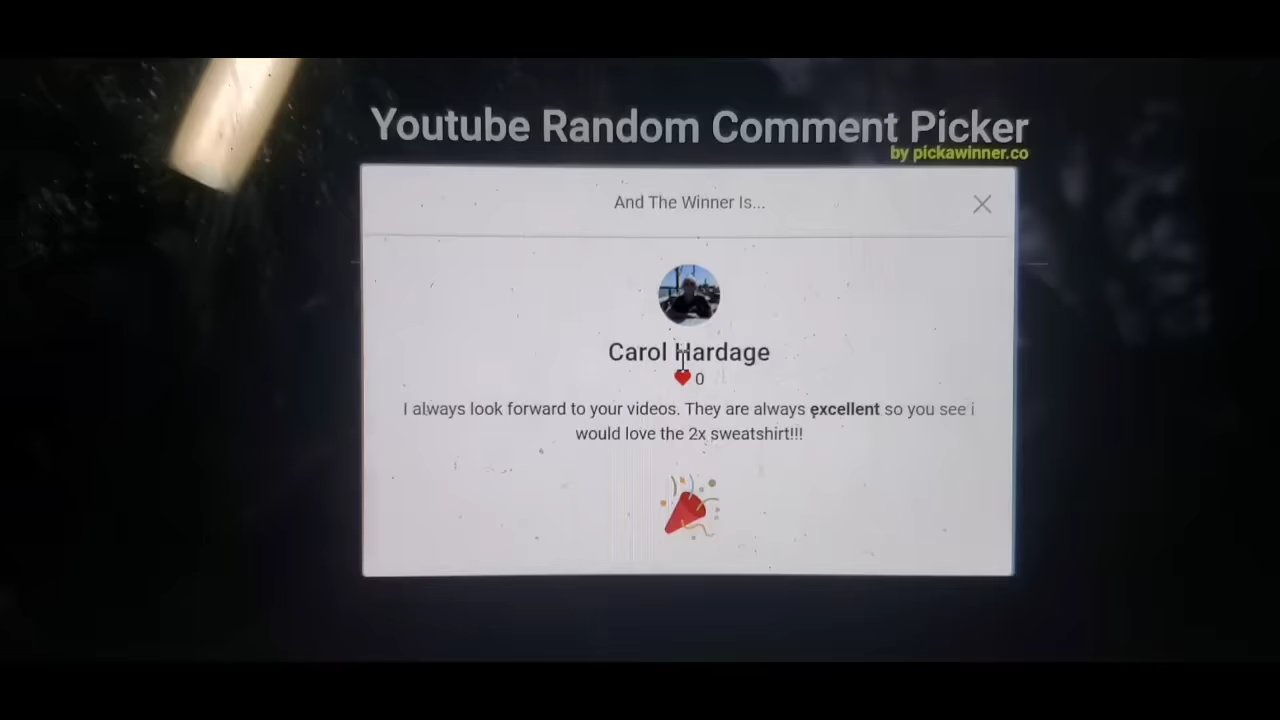 Youtube Random Comment Picker
by pickawinner.co
And The Winner Is...
Carol Hardage
0
I always look forward to your videos. They are always excellent so you see i
would love the 2x sweatshirt!!!